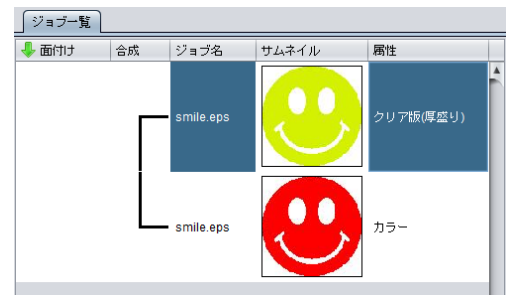 ジョブ一覧
面付け 合成 ジョブ名 サムネイル 属性
smile.eps クリア版(厚盛り)
smile.eps カラー